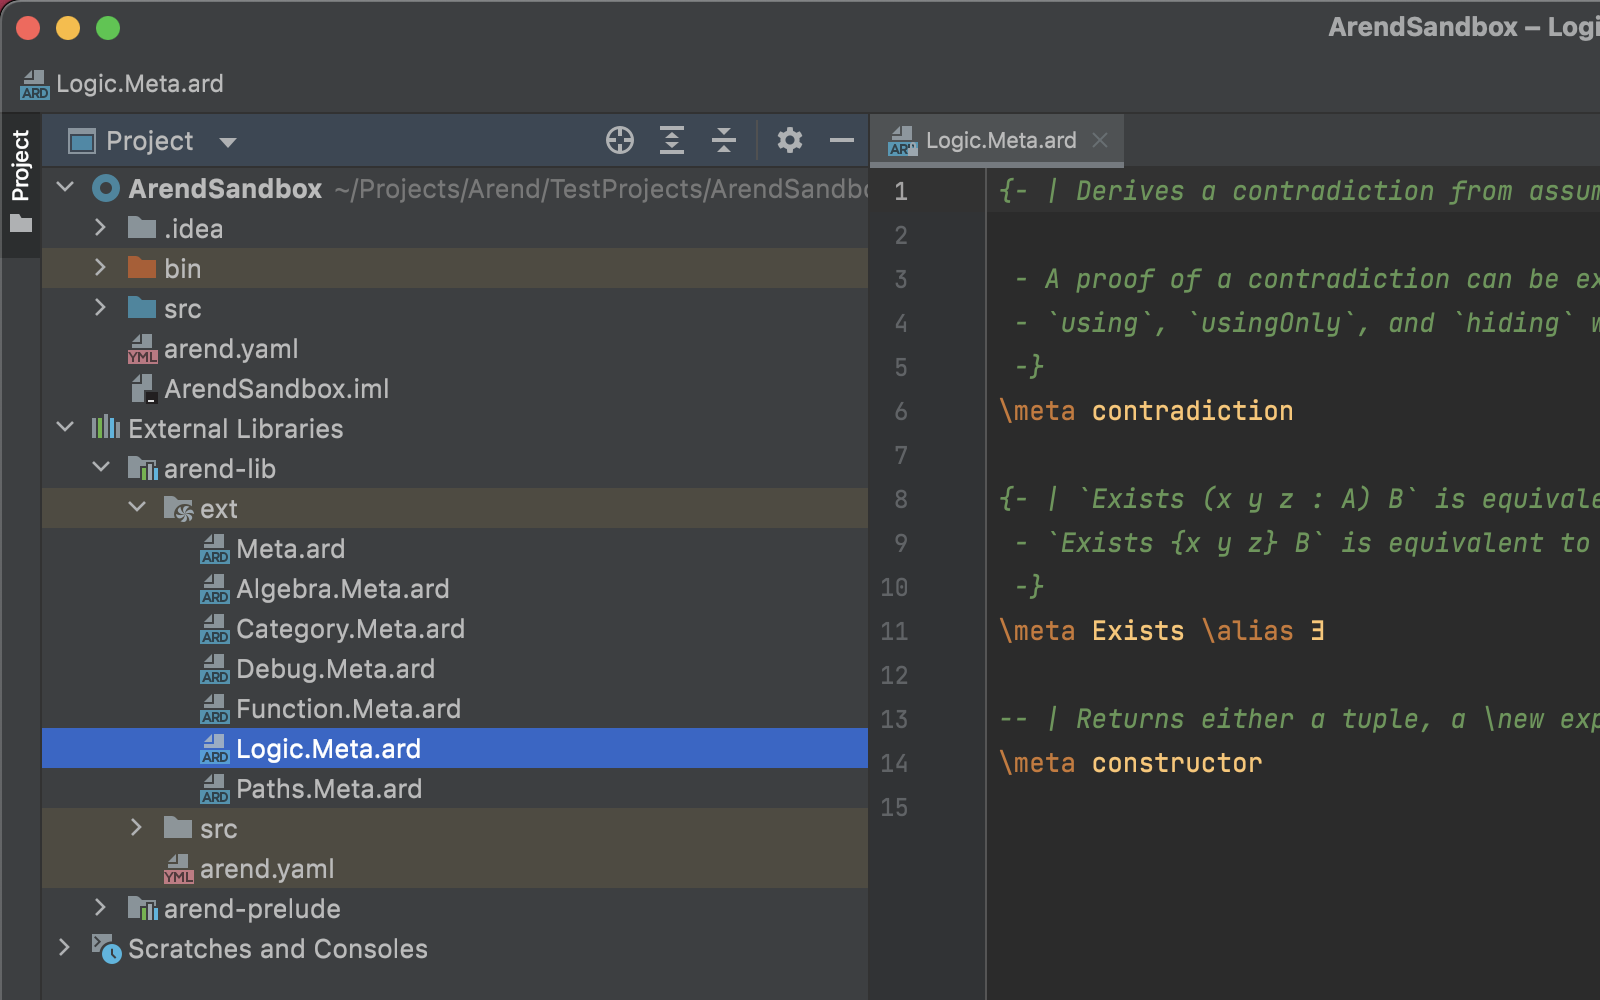 ArendSandbox – Logi
Logic.Meta.ard
Project
Project
ArendSandbox ~/Projects/Arend/TestProjects/ArendSandbo
.idea
bin
src
arend.yaml
ArendSandbox.iml
External Libraries
arend-lib
ext
Meta.ard
Algebra.Meta.ard
Category.Meta.ard
Debug.Meta.ard
Function.Meta.ard
Logic.Meta.ard
Paths.Meta.ard
src
arend.yaml
arend-prelude
Scratches and Consoles
Logic.Meta.ard
1 {- | Derives a contradiction from assum
2
3 - A proof of a contradiction can be ex
4 - `using`, `usingOnly`, and `hiding` w
5 -}
6 \meta contradiction
7
8 {- | `Exists (x y z : A) B` is equivale
9 - `Exists {x y z} B` is equivalent to
10 -}
11 \meta Exists \alias ∃
12
13 -- | Returns either a tuple, a \new exp
14 \meta constructor
15